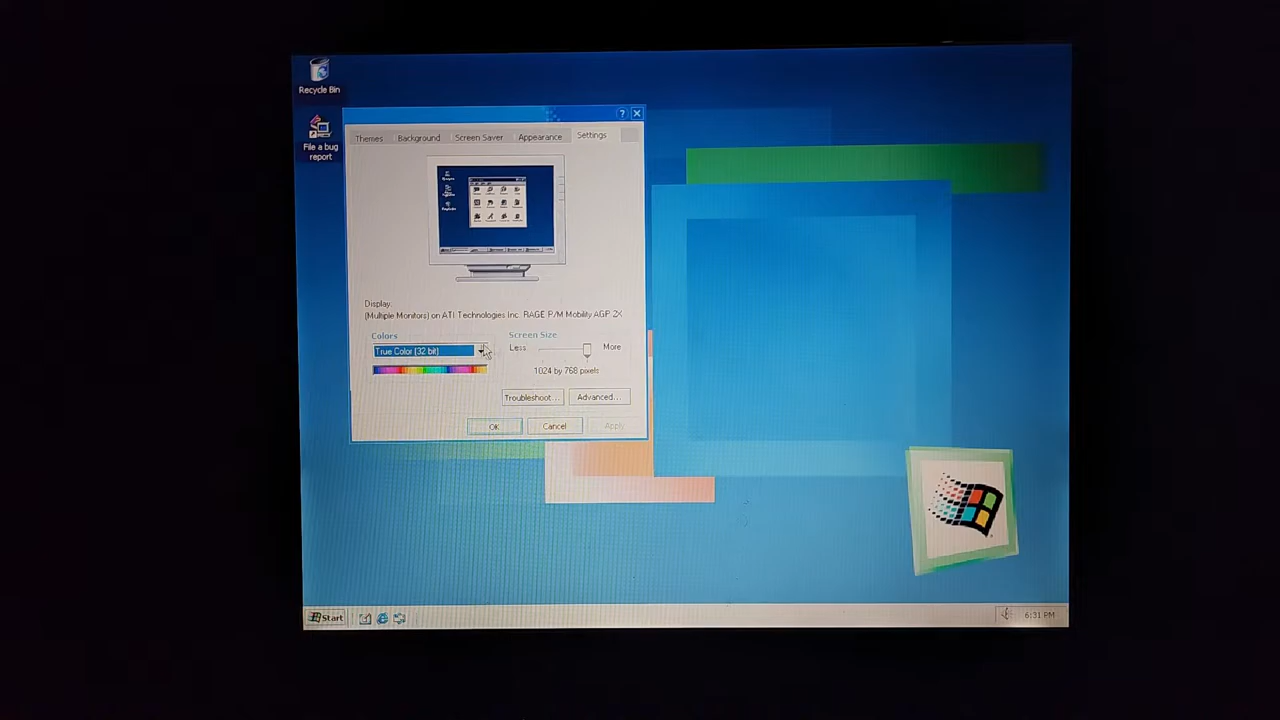 Recycle Bin
File a bug
report
Themes
Background
Screen Saver
Appearance
Settings
Display:
(Multiple Monitors) on ATI Technologies Inc. RAGE P/M Mobility AGP 2X
Colors
True Color (32 bit)
Screen Size
Less
More
1024 by 768 pixels
Troubleshoot...
Advanced...
OK
Cancel
Apply
Start
6:31 PM